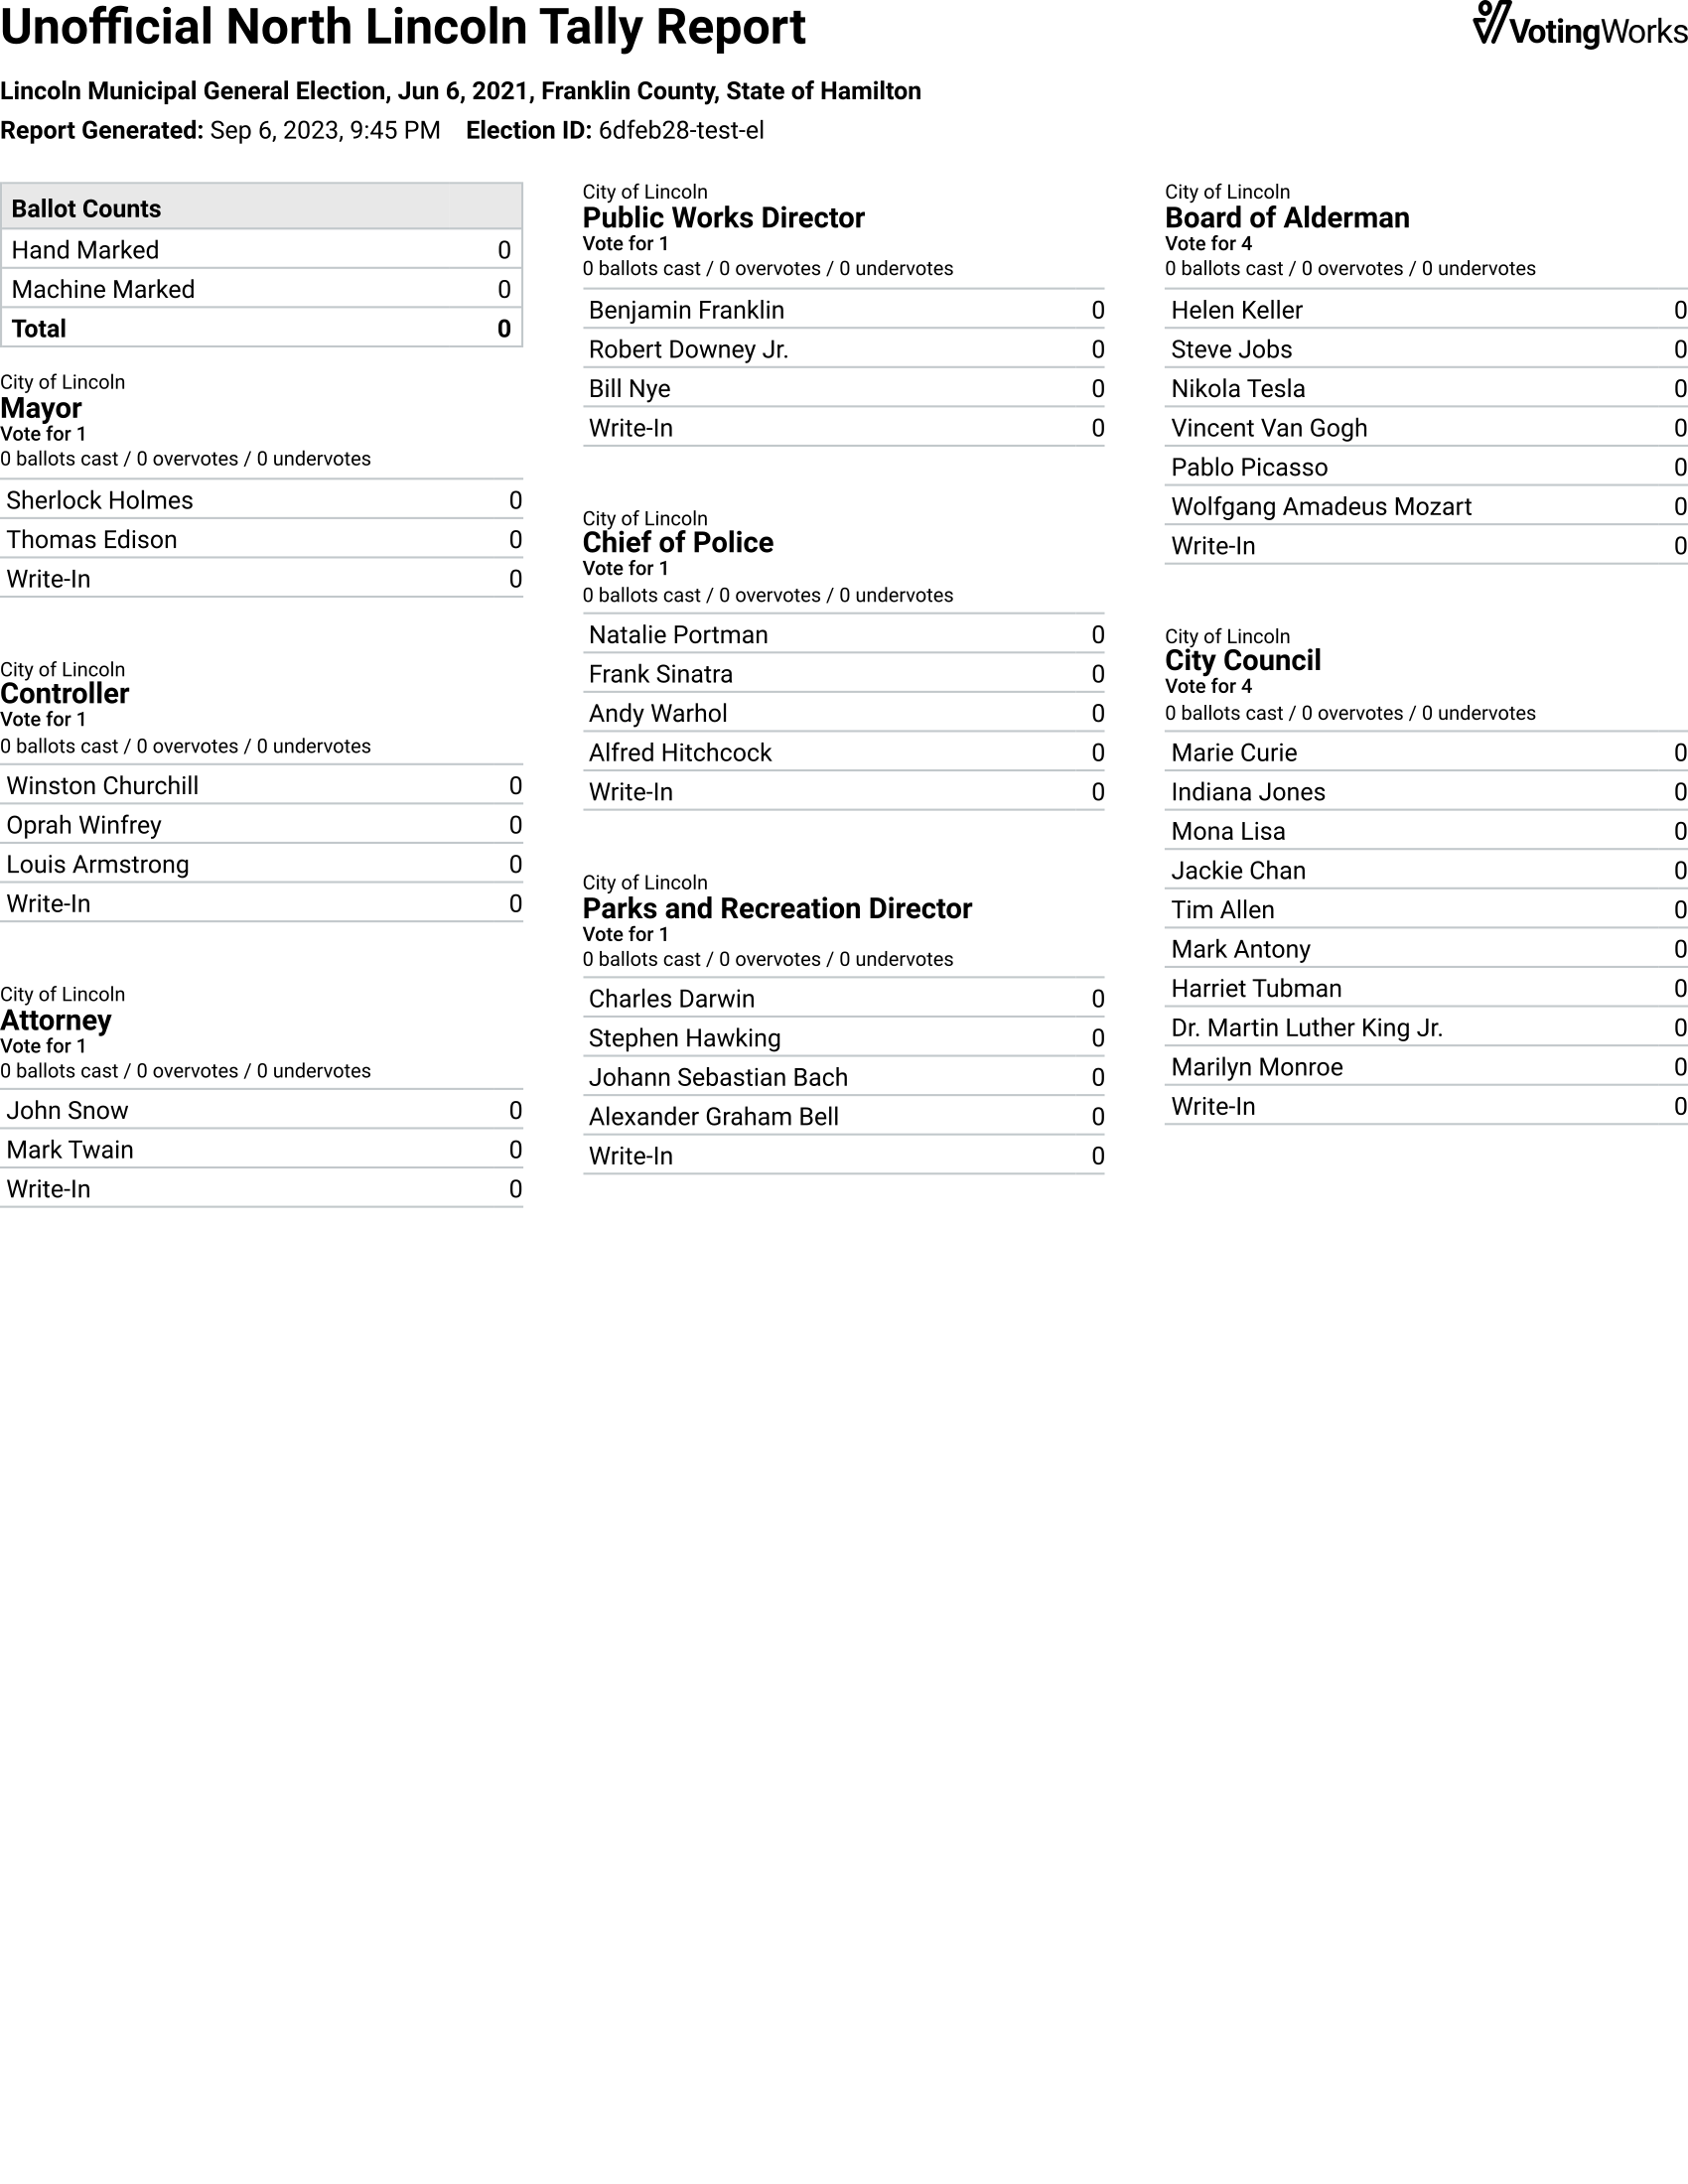 Unofficial North Lincoln Tally Report
VotingWorks
Lincoln Municipal General Election, Jun 6, 2021, Franklin County, State of Hamilton
Report Generated: Sep 6, 2023, 9:45 PM Election ID: 6dfeb28-test-el
Ballot Counts
Hand Marked 0
Machine Marked 0
Total 0
City of Lincoln
Mayor
Vote for 1
0 ballots cast / 0 overvotes / 0 undervotes
Sherlock Holmes 0
Thomas Edison 0
Write-In 0
City of Lincoln
Controller
Vote for 1
0 ballots cast / 0 overvotes / 0 undervotes
Winston Churchill 0
Oprah Winfrey 0
Louis Armstrong 0
Write-In 0
City of Lincoln
Attorney
Vote for 1
0 ballots cast / 0 overvotes / 0 undervotes
John Snow 0
Mark Twain 0
Write-In 0
City of Lincoln
Public Works Director
Vote for 1
0 ballots cast / 0 overvotes / 0 undervotes
Benjamin Franklin 0
Robert Downey Jr. 0
Bill Nye 0
Write-In 0
City of Lincoln
Chief of Police
Vote for 1
0 ballots cast / 0 overvotes / 0 undervotes
Natalie Portman 0
Frank Sinatra 0
Andy Warhol 0
Alfred Hitchcock 0
Write-In 0
City of Lincoln
Parks and Recreation Director
Vote for 1
0 ballots cast / 0 overvotes / 0 undervotes
Charles Darwin 0
Stephen Hawking 0
Johann Sebastian Bach 0
Alexander Graham Bell 0
Write-In 0
City of Lincoln
Board of Alderman
Vote for 4
0 ballots cast / 0 overvotes / 0 undervotes
Helen Keller 0
Steve Jobs 0
Nikola Tesla 0
Vincent Van Gogh 0
Pablo Picasso 0
Wolfgang Amadeus Mozart 0
Write-In 0
City of Lincoln
City Council
Vote for 4
0 ballots cast / 0 overvotes / 0 undervotes
Marie Curie 0
Indiana Jones 0
Mona Lisa 0
Jackie Chan 0
Tim Allen 0
Mark Antony 0
Harriet Tubman 0
Dr. Martin Luther King Jr. 0
Marilyn Monroe 0
Write-In 0